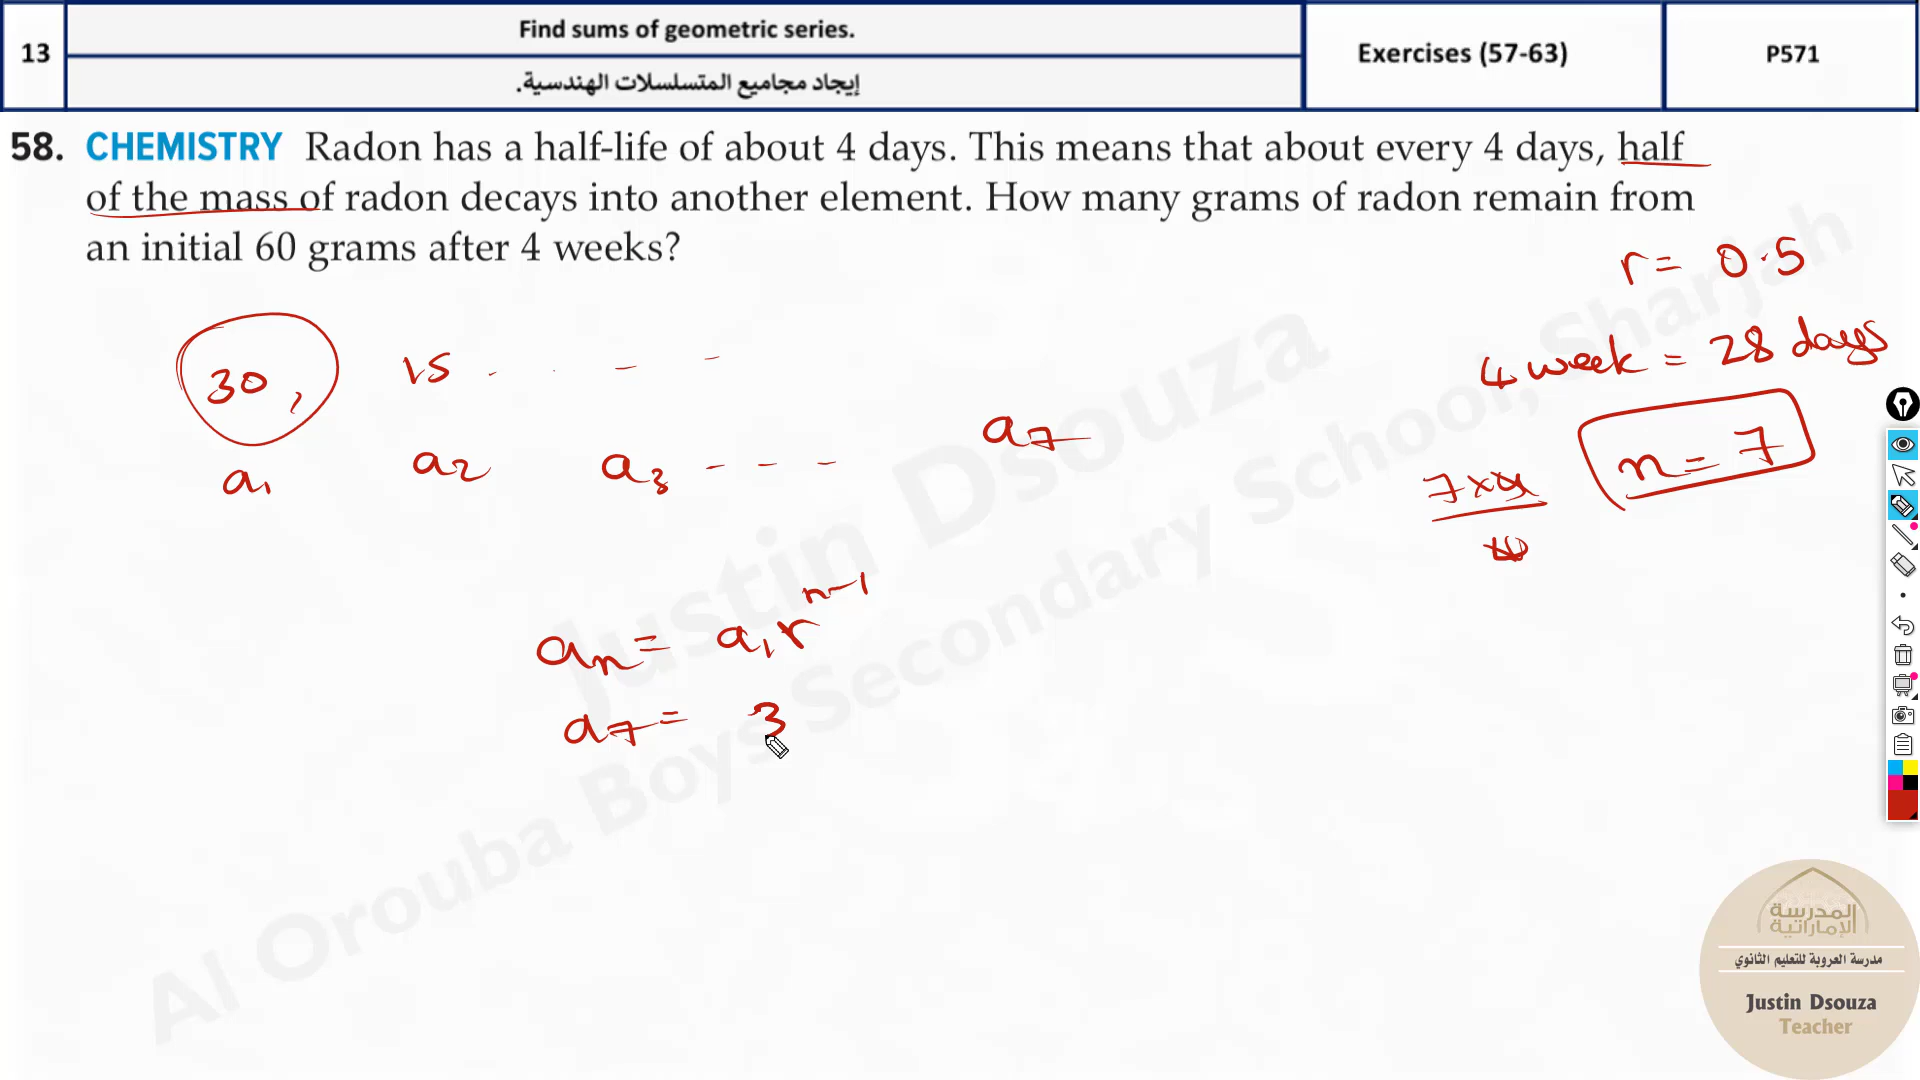 13
Find sums of geometric series.
إيجاد مجاميع المتسلسلات الهندسية.
Exercises (57-63)
P571
58. CHEMISTRY Radon has a half-life of about 4 days. This means that about every 4 days, half
of the mass of radon decays into another element. How many grams of radon remain from
an initial 60 grams after 4 weeks?
r = 0.5
4 week = 28 days
30, 15 . . - -
a1 a2 a3 - - - a7
n = 7
7 × 4
an = a1r^n-1
a7 = 3
Justin Dsouza
Al Orouba Boys Secondary School, Sharjah
المدرسة
الإماراتية
مدرسة العروبة للتعليم الثانوي
Justin Dsouza
Teacher